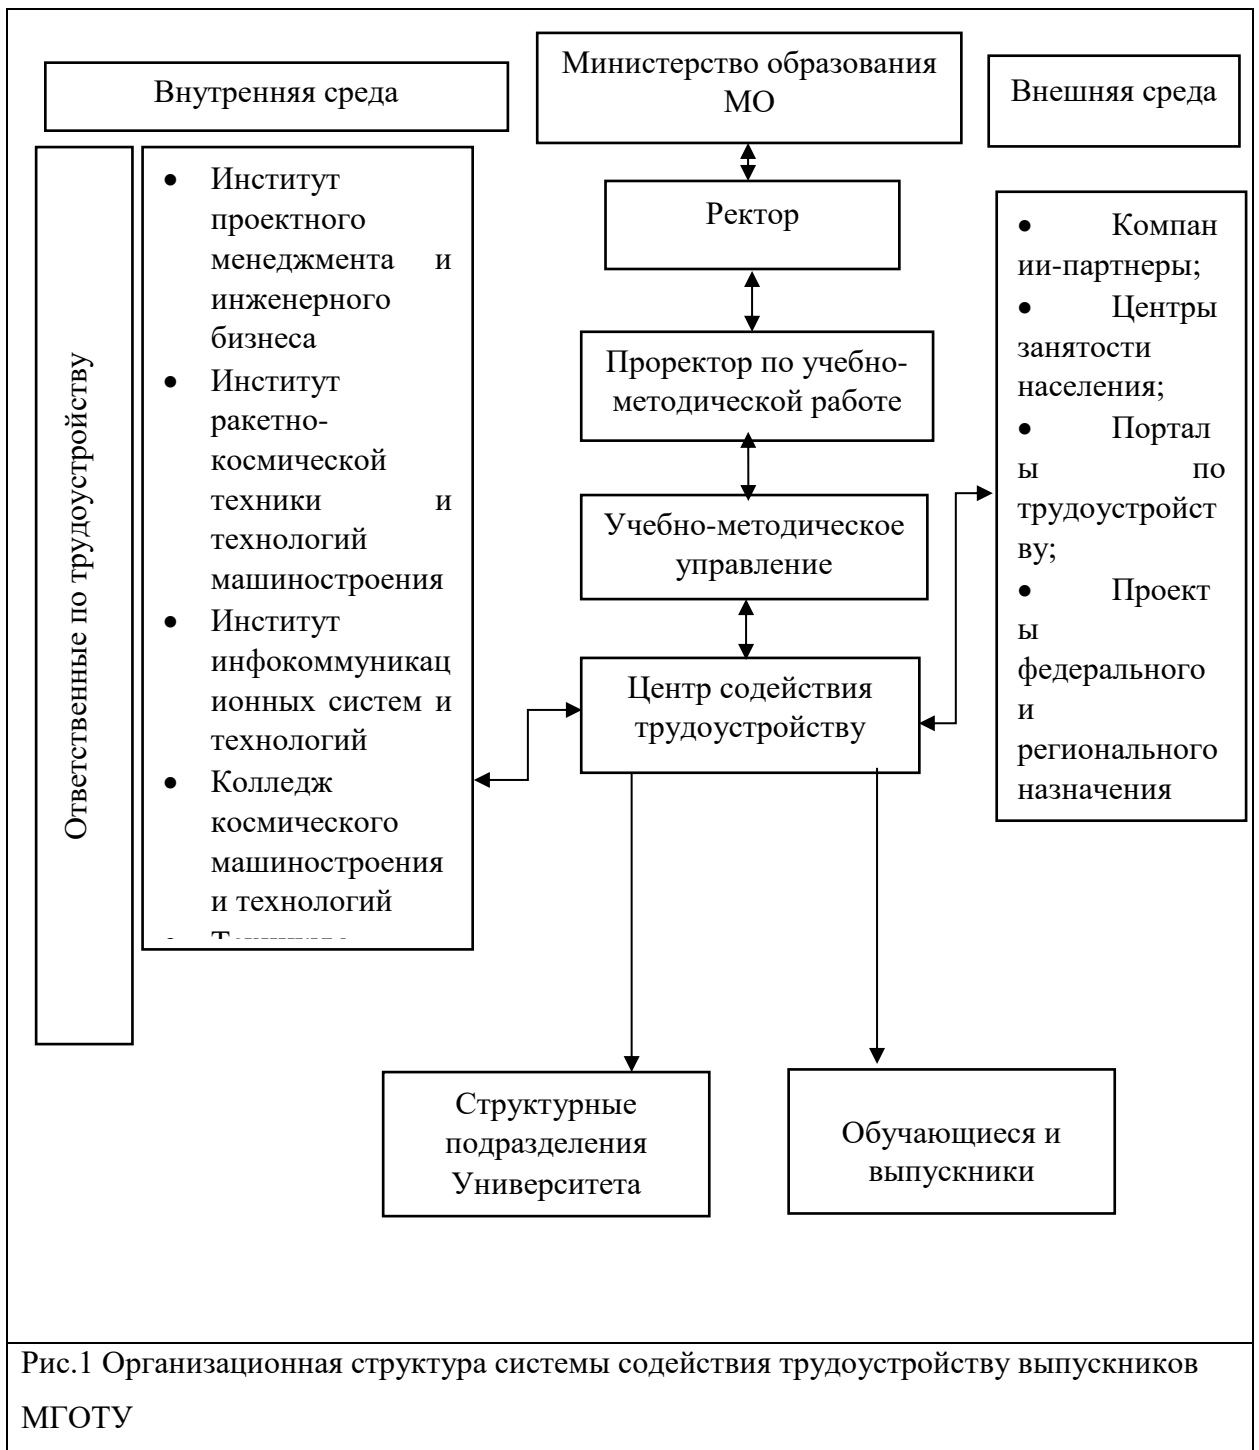 Внутренняя среда
Министерство образования
МО
Внешняя среда
Ответственные по трудоустройству
• Институт
проектного
менеджмента и
инженерного
бизнеса
• Институт
ракетно-
космической
техники и
технологий
машиностроения
• Институт
инфокоммуникац
ионных систем и
технологий
• Колледж
космического
машиностроения
и технологий
Ректор
Проректор по учебно-
методической работе
Учебно-методическое
управление
Центр содействия
трудоустройству
• Компан
ии-партнеры;
• Центры
занятости
населения;
• Портал
ы по
трудоустройст
ву;
• Проект
ы
федерального
и
регионального
назначения
Структурные
подразделения
Университета
Обучающиеся и
выпускники
Рис.1 Организационная структура системы содействия трудоустройству выпускников
МГОТУ